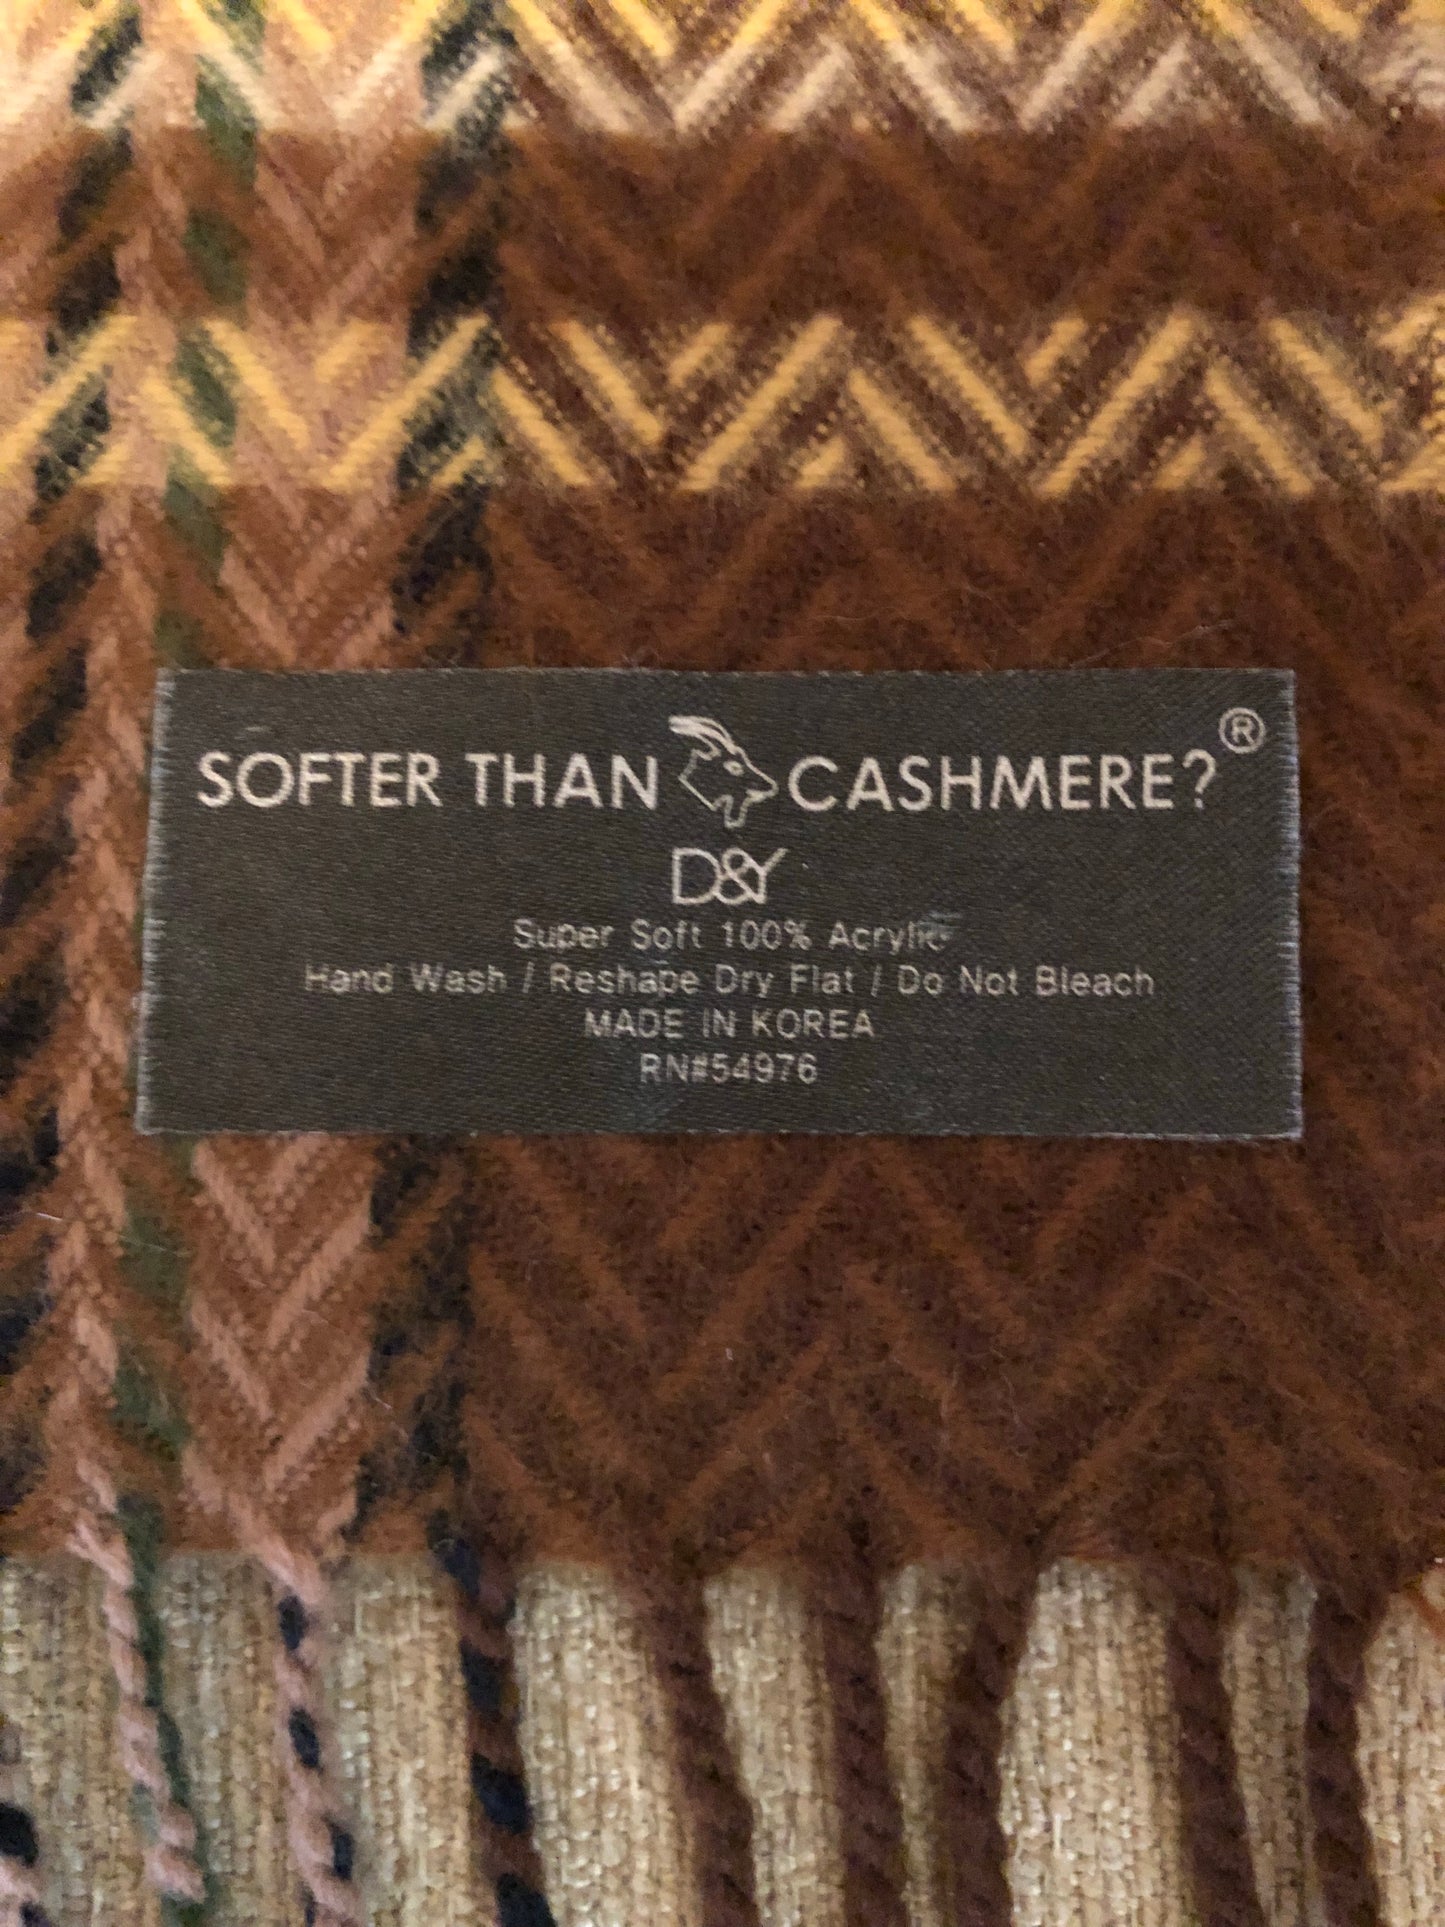 SOFTER THAN CASHMERE?®
D&Y
Super Soft 100% Acrylic
Hand Wash / Reshape Dry Flat / Do Not Bleach
MADE IN KOREA
RN#54976